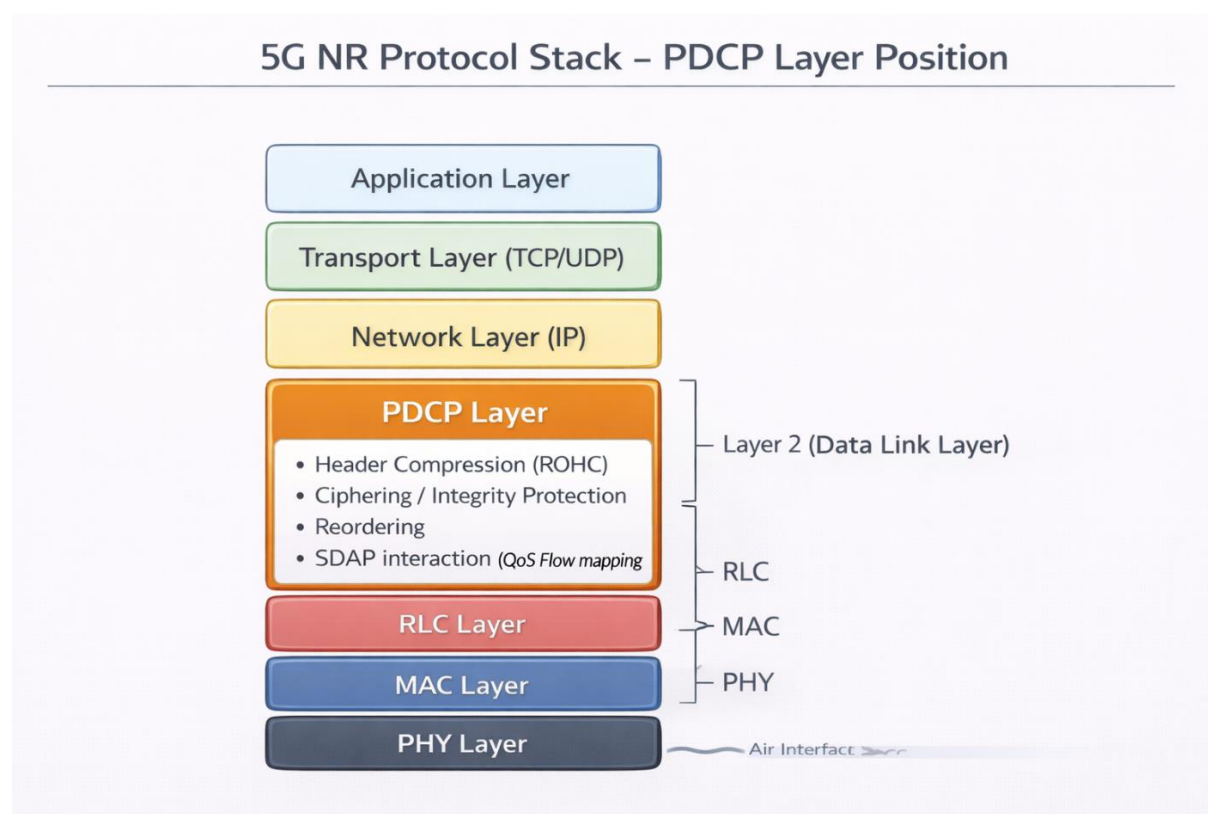 5G NR Protocol Stack – PDCP Layer Position
Application Layer
Transport Layer (TCP/UDP)
Network Layer (IP)
PDCP Layer
• Header Compression (ROHC)
• Ciphering / Integrity Protection
• Reordering
• SDAP interaction (QoS Flow mapping
Layer 2 (Data Link Layer)
RLC
MAC
PHY
RLC Layer
MAC Layer
PHY Layer
Air Interface